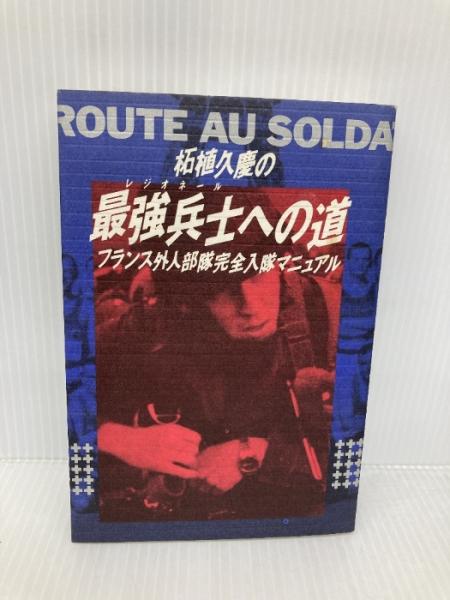 ROUTE AU SOLDA
柘植久慶の
レジオネール
最強兵士への道
フランス外人部隊完全入隊マニュアル